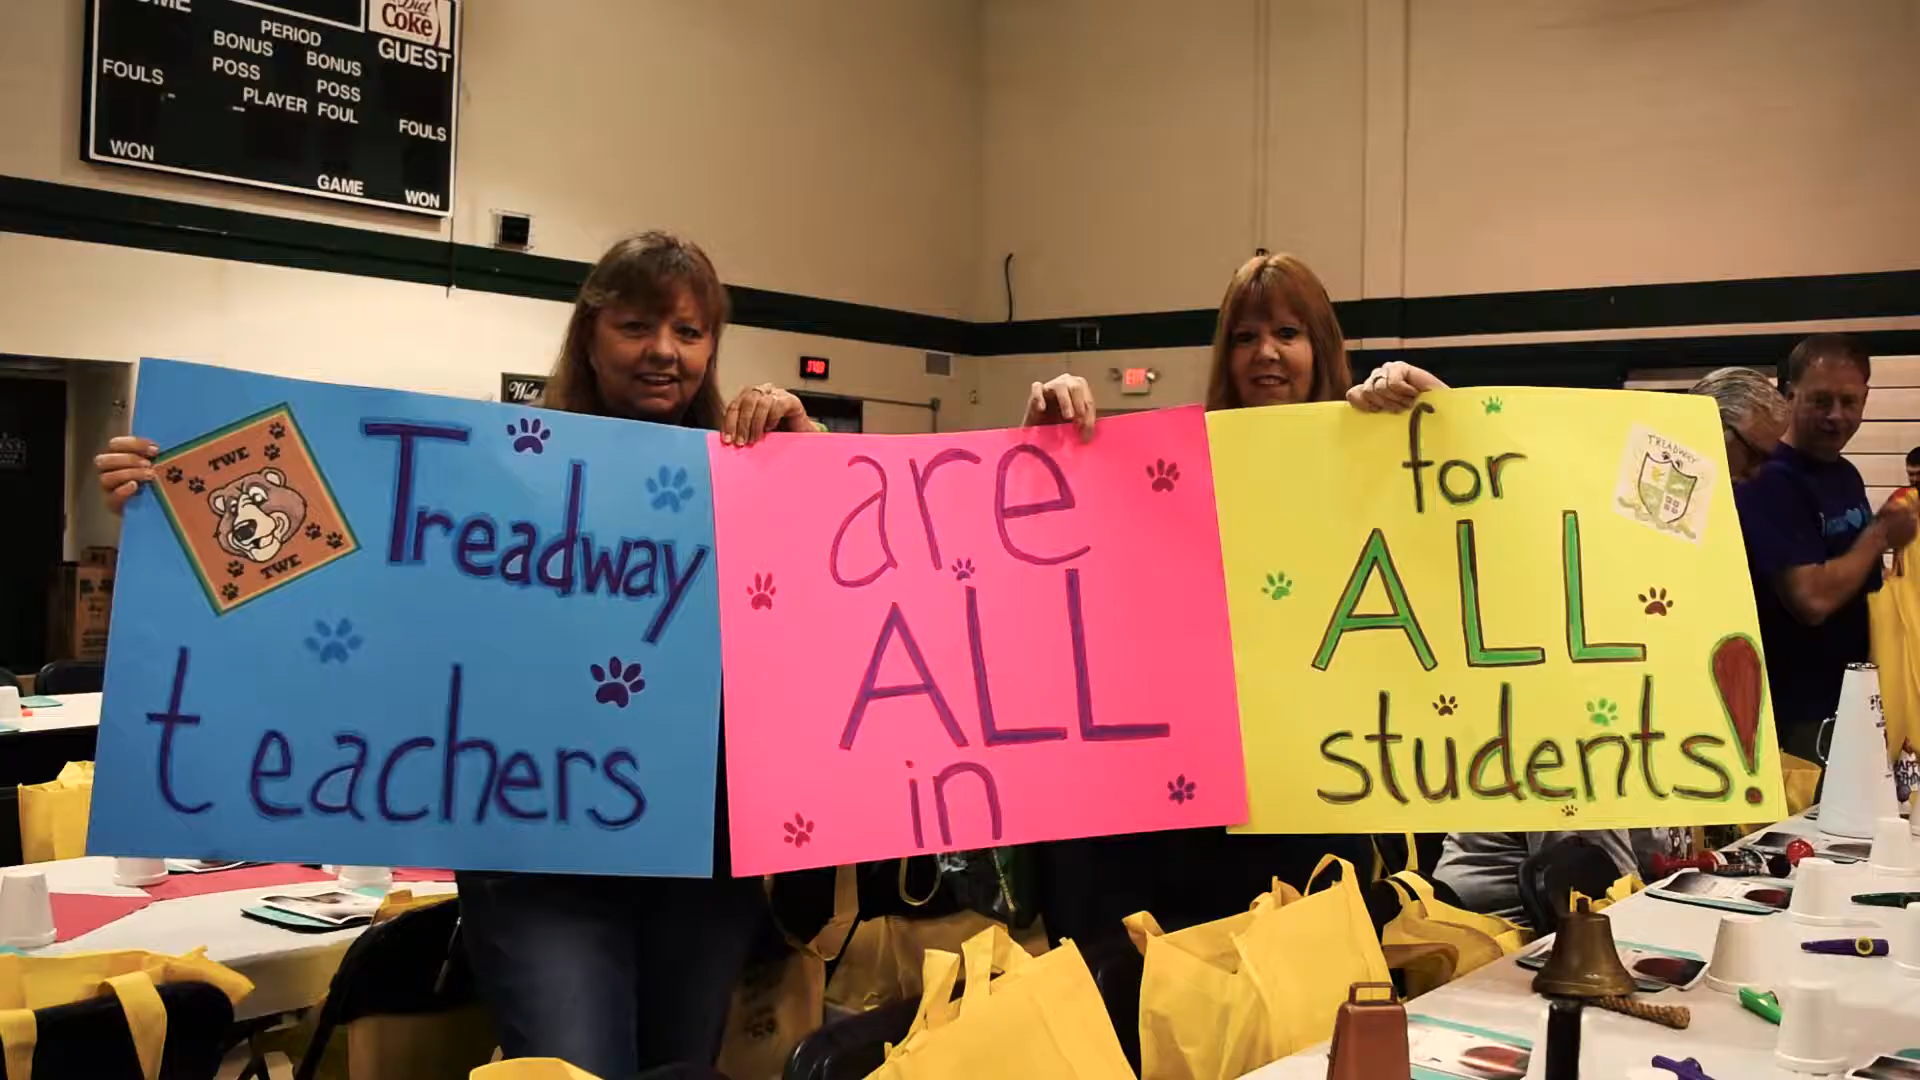 Diet
Coke
PERIOD
GUEST
BONUS
BONUS
FOULS
POSS
POSS
PLAYER FOUL
FOULS
WON
GAME
WON
EXIT
TWE
TWE
Treadway
teachers
are
ALL
in
for
ALL
students!
TREADWAY